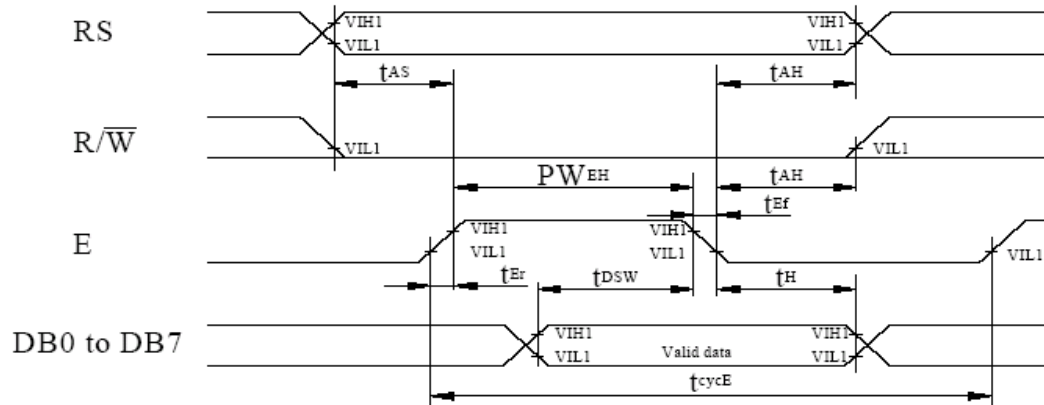 RS VIH1 VIH1
VIL1 VIL1
tAS tAH
R/W̅ VIL1 VIL1
PWEH tAH
tEf
E VIH1 VIH1
VIL1 VIL1 VIL1
tEr tDSW tH
DB0 to DB7 VIH1 VIH1
VIL1 Valid data VIL1
tcycE